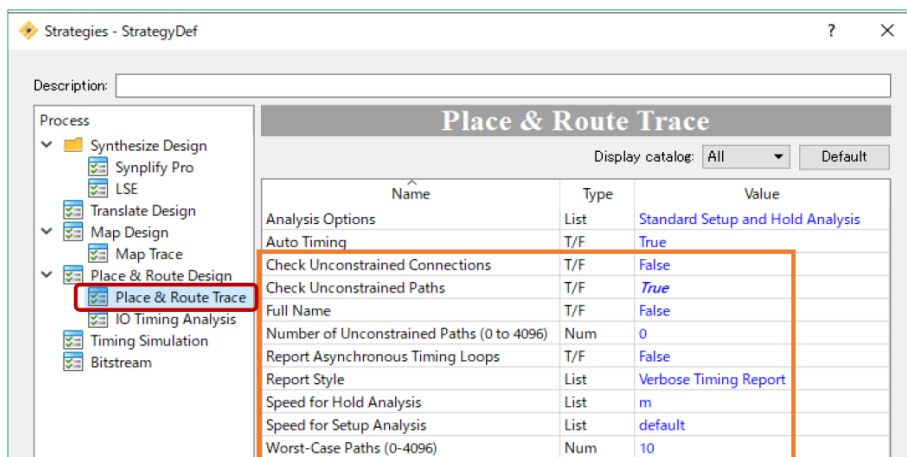 Strategies - StrategyDef ? ×
Description:
Process
Synthesize Design
Synplify Pro
LSE
Translate Design
Map Design
Map Trace
Place & Route Design
Place & Route Trace
IO Timing Analysis
Timing Simulation
Bitstream
Place & Route Trace
Display catalog: All Default
Name Type Value
Analysis Options List Standard Setup and Hold Analysis
Auto Timing T/F True
Check Unconstrained Connections T/F False
Check Unconstrained Paths T/F True
Full Name T/F False
Number of Unconstrained Paths (0 to 4096) Num 0
Report Asynchronous Timing Loops T/F False
Report Style List Verbose Timing Report
Speed for Hold Analysis List m
Speed for Setup Analysis List default
Worst-Case Paths (0-4096) Num 10